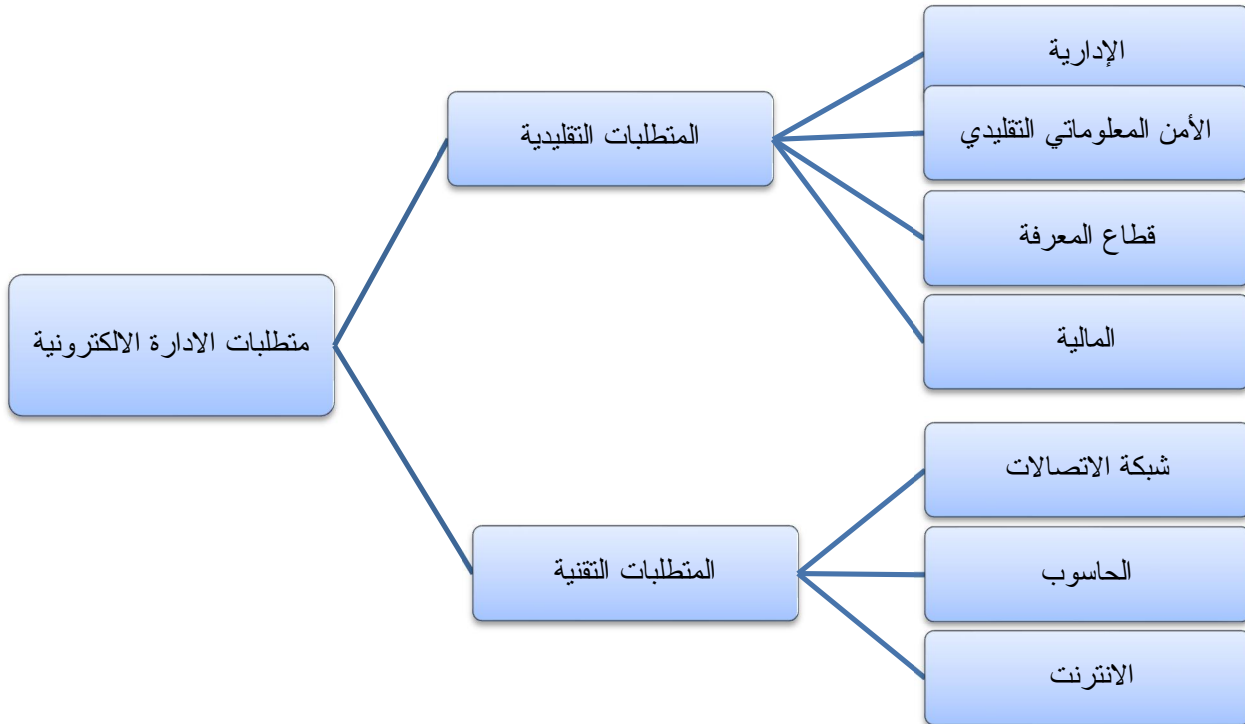 متطلبات الادارة الالكترونية
المتطلبات التقليدية
الإدارية
الأمن المعلوماتي التقليدي
قطاع المعرفة
المالية
المتطلبات التقنية
شبكة الاتصالات
الحاسوب
الانترنت